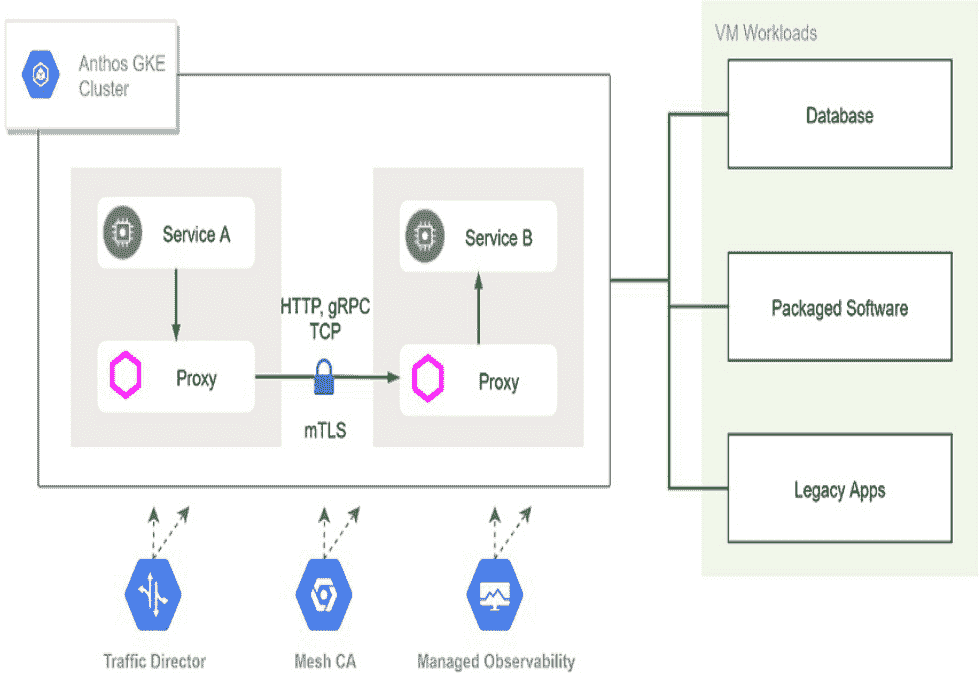 Anthos GKE
Cluster
VM Workloads
Database
Service A
Service B
HTTP, gRPC
TCP
Packaged Software
Proxy
Proxy
mTLS
Legacy Apps
Traffic Director
Mesh CA
Managed Observability